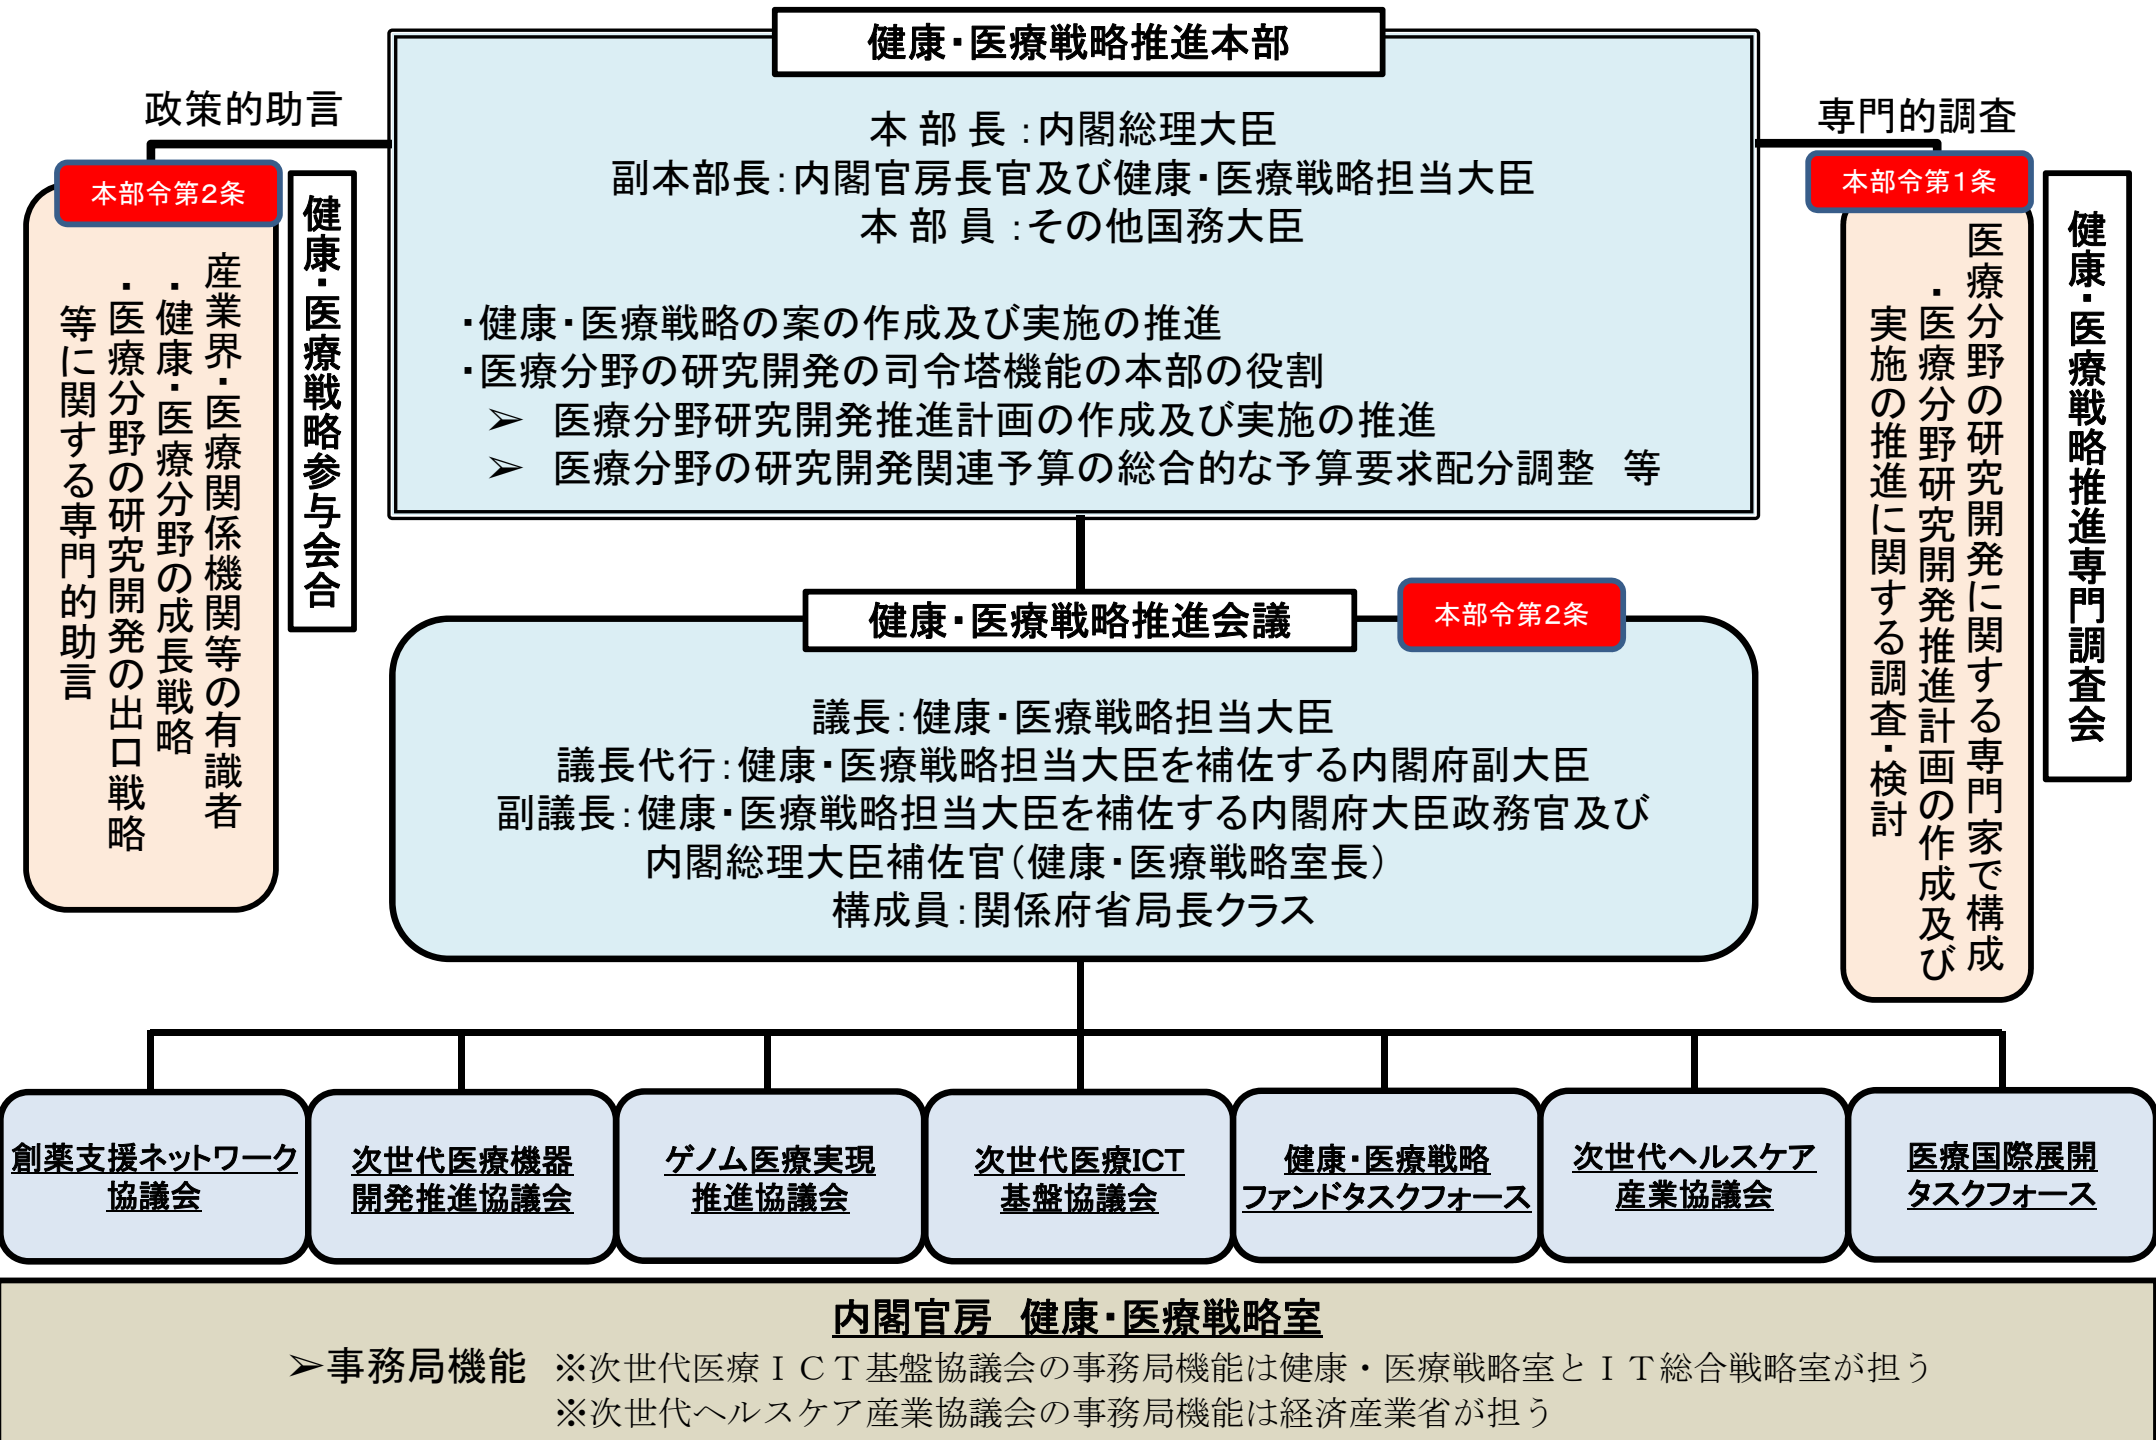 健康・医療戦略推進本部
政策的助言
専門的調査
本 部 長 :内閣総理大臣
副本部長:内閣官房長官及び健康・医療戦略担当大臣
本 部 員 :その他国務大臣
・健康・医療戦略の案の作成及び実施の推進
・医療分野の研究開発の司令塔機能の本部の役割
➢ 医療分野研究開発推進計画の作成及び実施の推進
➢ 医療分野の研究開発関連予算の総合的な予算要求配分調整　等
本部令第2条
健康・医療戦略参与会合
産業界・医療関係機関等の有識者
・健康・医療分野の成長戦略
・医療分野の研究開発の出口戦略
等に関する専門的助言
本部令第1条
健康・医療戦略推進専門調査会
医療分野の研究開発に関する専門家で構成
・医療分野研究開発推進計画の作成及び
実施の推進に関する調査・検討
健康・医療戦略推進会議
本部令第2条
議長:健康・医療戦略担当大臣
議長代行:健康・医療戦略担当大臣を補佐する内閣府副大臣
副議長:健康・医療戦略担当大臣を補佐する内閣府大臣政務官及び
内閣総理大臣補佐官(健康・医療戦略室長)
構成員:関係府省局長クラス
創薬支援ネットワーク
協議会
次世代医療機器
開発推進協議会
ゲノム医療実現
推進協議会
次世代医療ICT
基盤協議会
健康・医療戦略
ファンドタスクフォース
次世代ヘルスケア
産業協議会
医療国際展開
タスクフォース
内閣官房　健康・医療戦略室
➢事務局機能　※次世代医療ＩＣＴ基盤協議会の事務局機能は健康・医療戦略室とＩＴ総合戦略室が担う
※次世代ヘルスケア産業協議会の事務局機能は経済産業省が担う